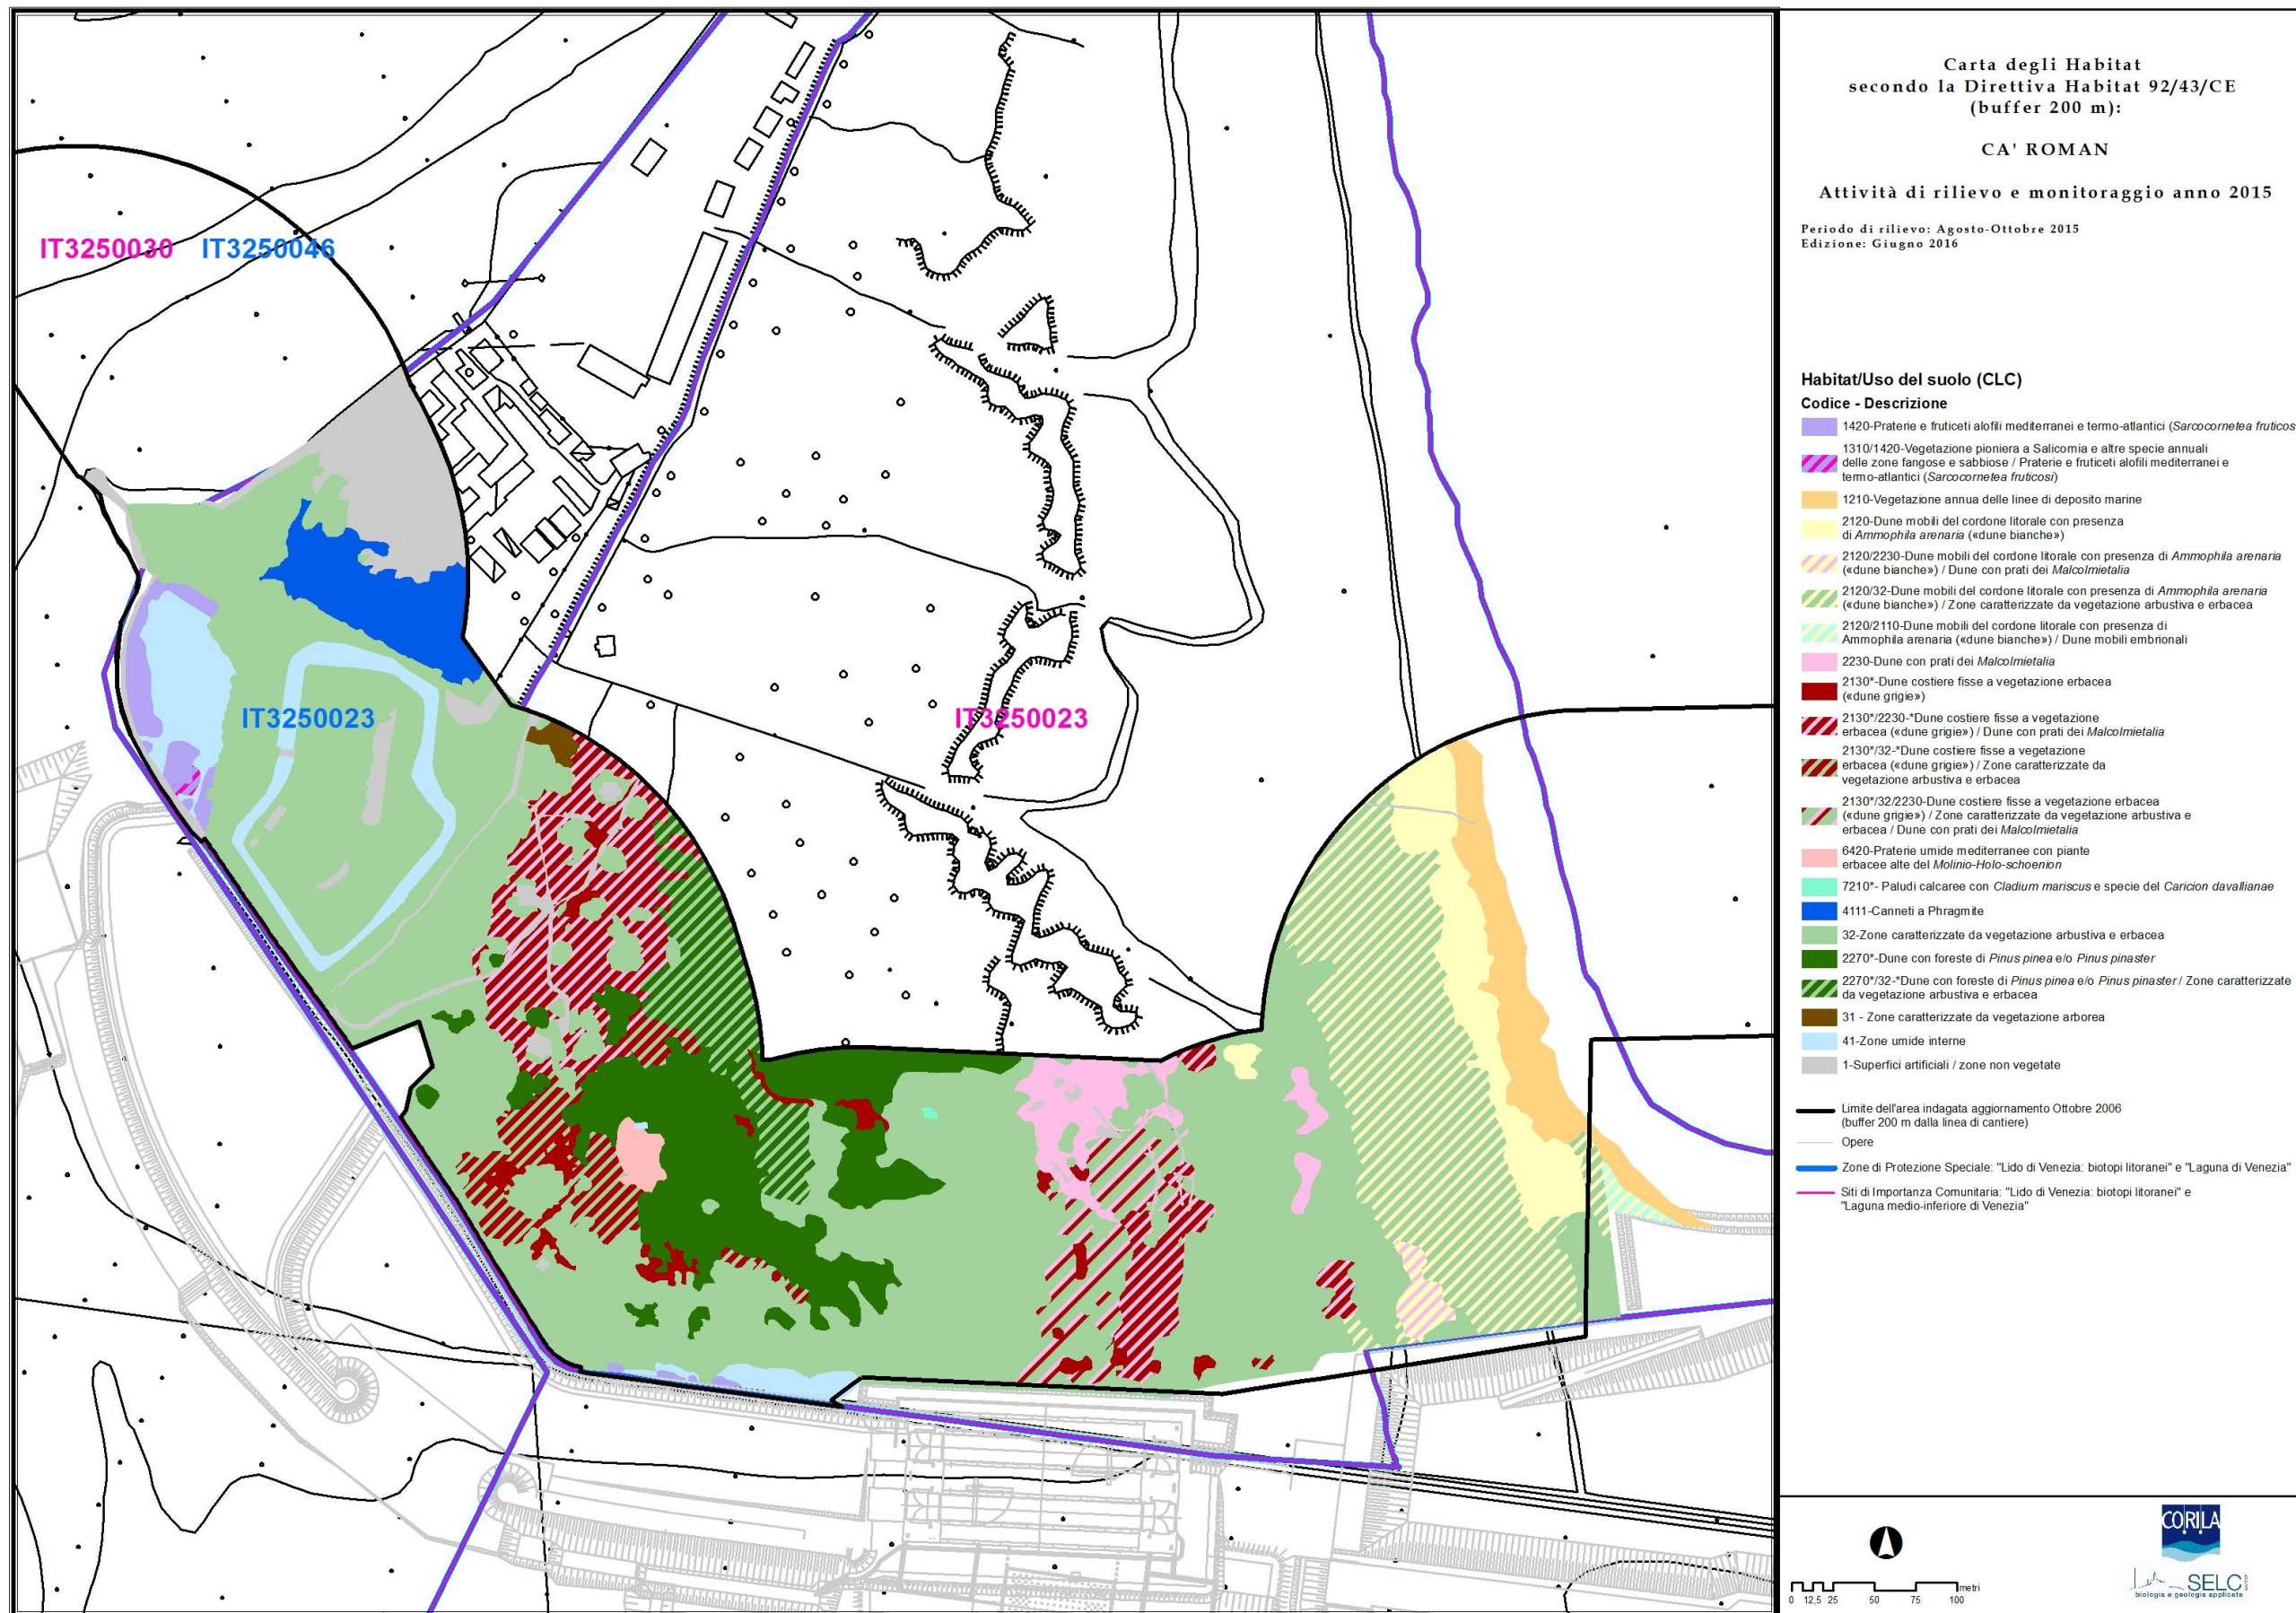 IT3250030
IT3250046
IT3250023
IT3250023
Carta degli Habitat
secondo la Direttiva Habitat 92/43/CE
(buffer 200 m):
CA' ROMAN
Attività di rilievo e monitoraggio anno 2015
Periodo di rilievo: Agosto-Ottobre 2015
Edizione: Giugno 2016
Habitat/Uso del suolo (CLC)
Codice - Descrizione
1420-Praterie e fruticeti alofili mediterranei e termo-atlantici (Sarcocornetea fruticos
1310/1420-Vegetazione pioniera a Salicornia e altre specie annuali
delle zone fangose e sabbiose / Praterie e fruticeti alofili mediterranei e
termo-atlantici (Sarcocornetea fruticosi)
1210-Vegetazione annua delle linee di deposito marine
2120-Dune mobili del cordone litorale con presenza
di Ammophila arenaria («dune bianche»)
2120/2230-Dune mobili del cordone litorale con presenza di Ammophila arenaria
(«dune bianche») / Dune con prati dei Malcolmietalia
2120/32-Dune mobili del cordone litorale con presenza di Ammophila arenaria
(«dune bianche») / Zone caratterizzate da vegetazione arbustiva e erbacea
2120/2110-Dune mobili del cordone litorale con presenza di
Ammophila arenaria («dune bianche») / Dune mobili embrionali
2230-Dune con prati dei Malcolmietalia
2130*-Dune costiere fisse a vegetazione erbacea
(«dune grigie»)
2130*/2230-*Dune costiere fisse a vegetazione
erbacea («dune grigie») / Dune con prati dei Malcolmietalia
2130*/32-*Dune costiere fisse a vegetazione
erbacea («dune grigie») / Zone caratterizzate da
vegetazione arbustiva e erbacea
2130*/32/2230-Dune costiere fisse a vegetazione erbacea
(«dune grigie») / Zone caratterizzate da vegetazione arbustiva e
erbacea / Dune con prati dei Malcolmietalia
6420-Praterie umide mediterranee con piante
erbacee alte del Molinio-Holo-schoenion
7210*- Paludi calcaree con Cladium mariscus e specie del Caricion davallianae
4111-Canneti a Phragmite
32-Zone caratterizzate da vegetazione arbustiva e erbacea
2270*-Dune con foreste di Pinus pinea e/o Pinus pinaster
2270*/32-*Dune con foreste di Pinus pinea e/o Pinus pinaster / Zone caratterizzate
da vegetazione arbustiva e erbacea
31 - Zone caratterizzate da vegetazione arborea
41-Zone umide interne
1-Superfici artificiali / zone non vegetate
Limite dell'area indagata aggiornamento Ottobre 2006
(buffer 200 m dalla linea di cantiere)
Opere
Zone di Protezione Speciale: "Lido di Venezia: biotopi litoranei" e "Laguna di Venezia"
Siti di Importanza Comunitaria: "Lido di Venezia: biotopi litoranei" e
"Laguna medio-inferiore di Venezia"
metri
0 12,5 25 50 75 100
CORILA
SELC
biologia e geologia applicate